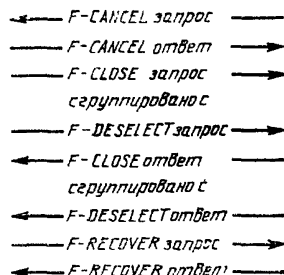 F-CANCEL запрос
F-CANCEL ответ
F-CLOSE запрос
сгруппировано с
F-DESELECT запрос
F-CLOSE ответ
сгруппировано с
F-DESELECT ответ
F-RECOVER запрос
F-RECOVER ответ